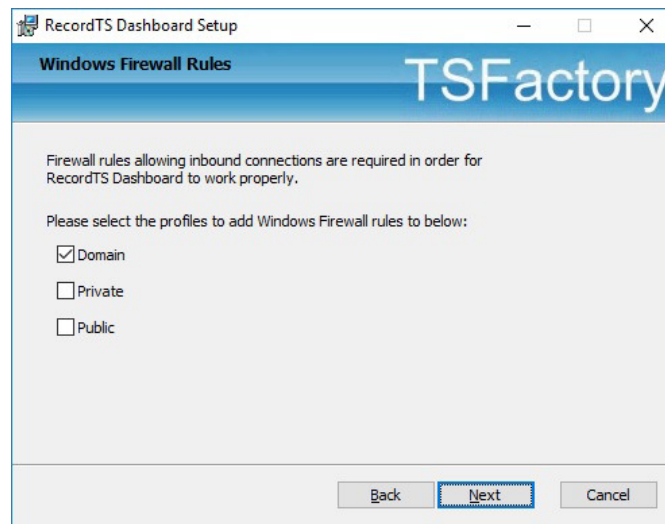 RecordTS Dashboard Setup
Windows Firewall Rules
TSFactory
Firewall rules allowing inbound connections are required in order for
RecordTS Dashboard to work properly.
Please select the profiles to add Windows Firewall rules to below:
Domain
Private
Public
Back Next Cancel